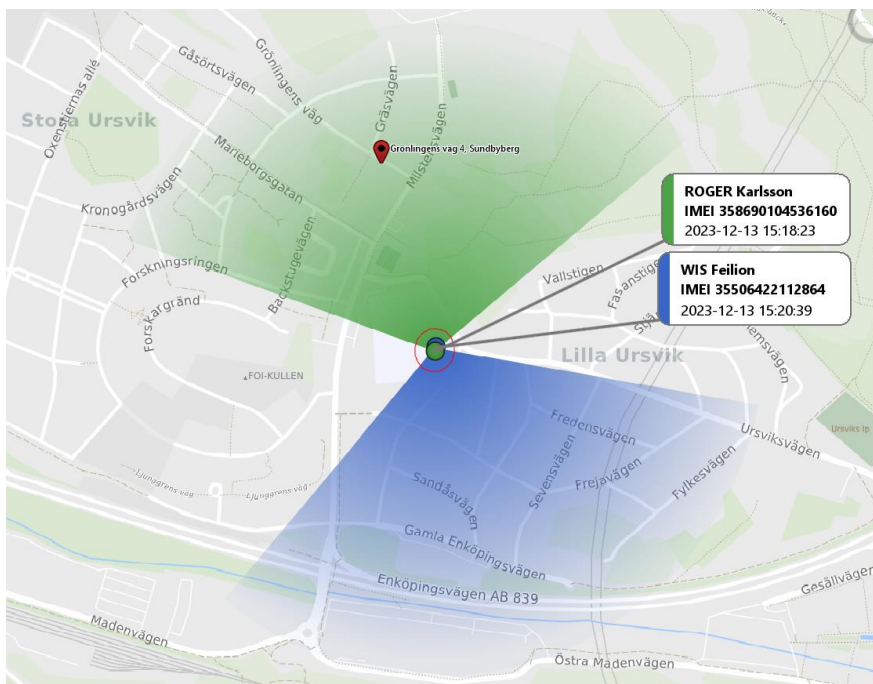 Gåsörtsvägen
Grönlingens väg
Oxenstiernas allé
Stora Ursvik
Gräsvägen
Marieborgsgatan
Grönlingens väg 4, Sundbyberg
Milstensvägen
Kronogårdsvägen
ROGER Karlsson
IMEI 358690104536160
2023-12-13 15:18:23
Forskningsringen
Backstugevägen
Vallstigen
Fasanstigen
WIS Feilion
IMEI 35506422112864
2023-12-13 15:20:39
Forskargränd
Lilla Ursvik
FOI-KULLEN
Fredensvägen
Ursviksvägen
Ursviks ip
Sevensvägen
Frejavägen
Fylkesvägen
Sandåsvägen
Ljunggrens väg
Ljunggrens väg
Gamla Enköpingsvägen
Enköpingsvägen AB 839
Gesällvägen
Madenvägen
Östra Madenvägen